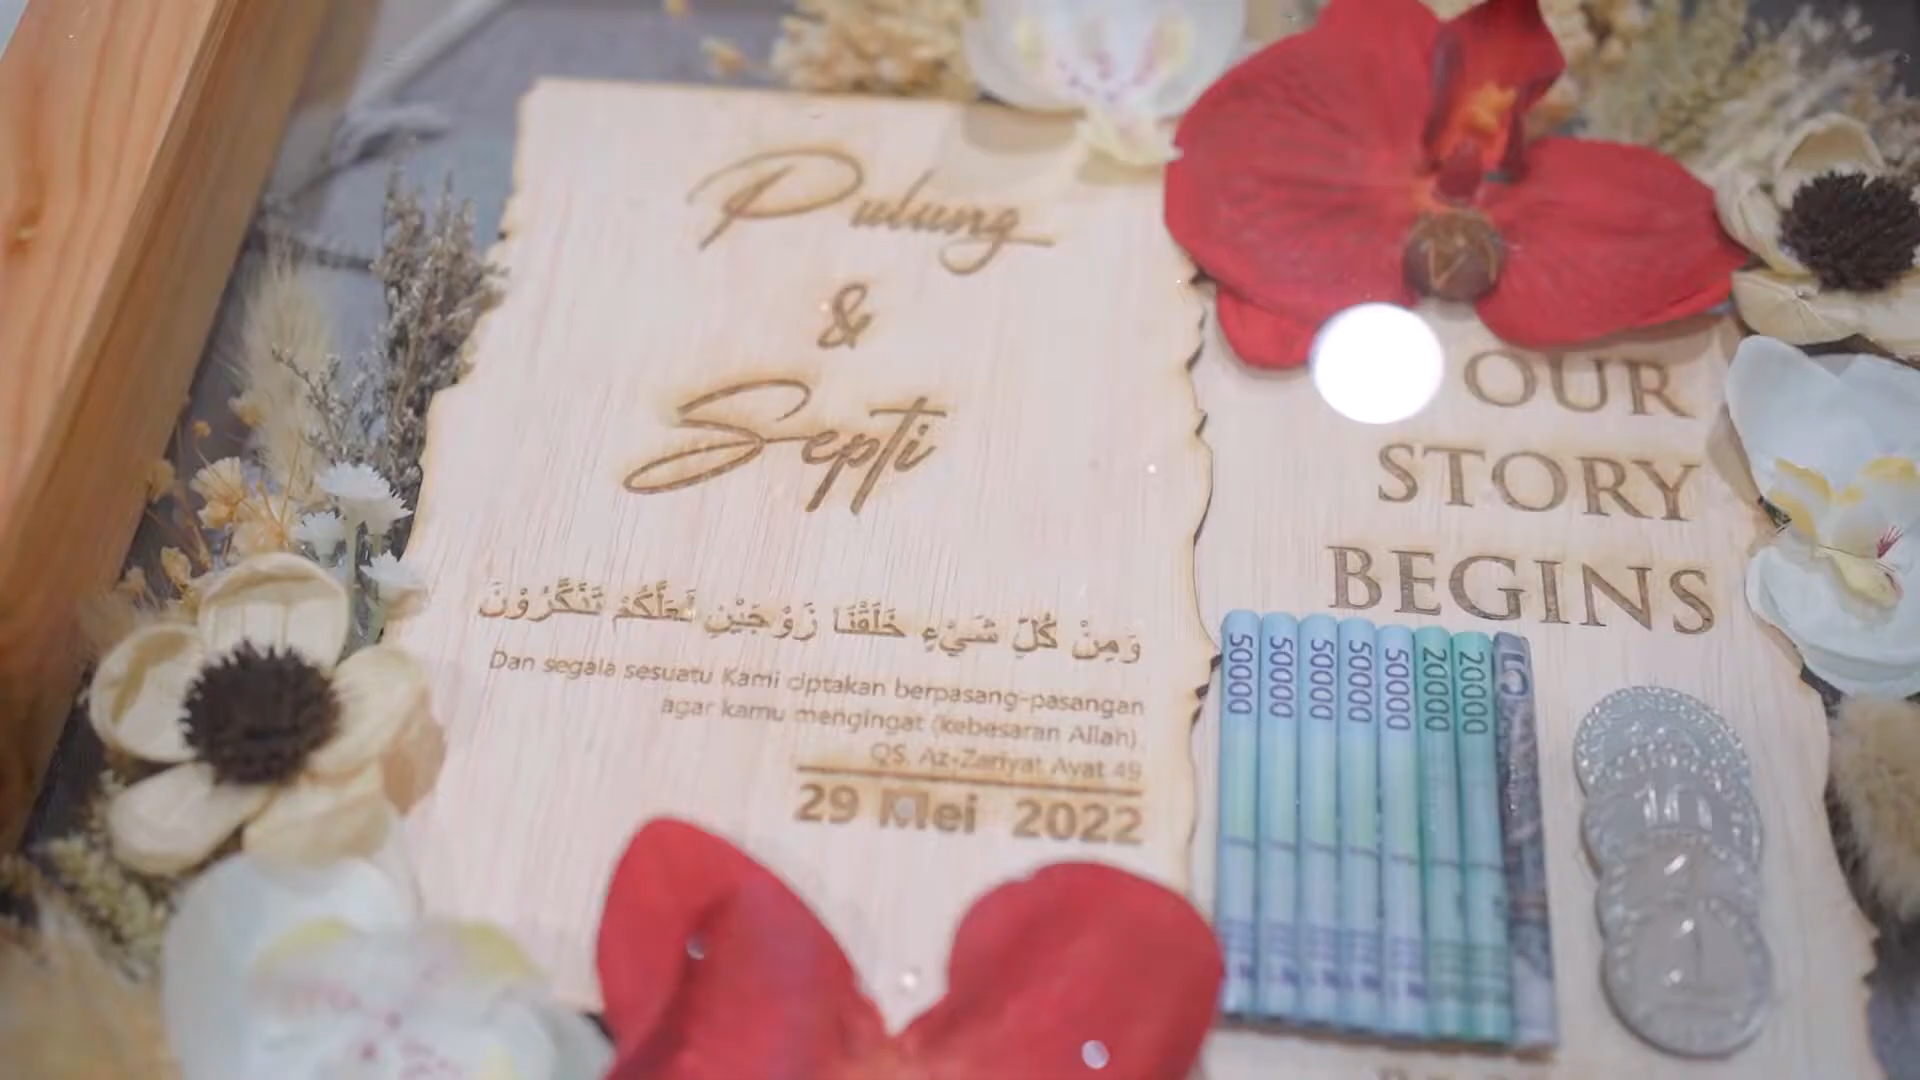 Pulung
&
Septi
وَمِنْ كُلِّ شَيْءٍ خَلَقْنَا زَوْجَيْنِ لَعَلَّكُمْ تَذَكَّرُوْنَ
Dan segala sesuatu Kami ciptakan berpasang-pasangan
agar kamu mengingat (kebesaran Allah).
QS. Az-Zariyat Ayat 49
29 Mei 2022
OUR
STORY
BEGINS
50000
50000
50000
50000
50000
20000
20000